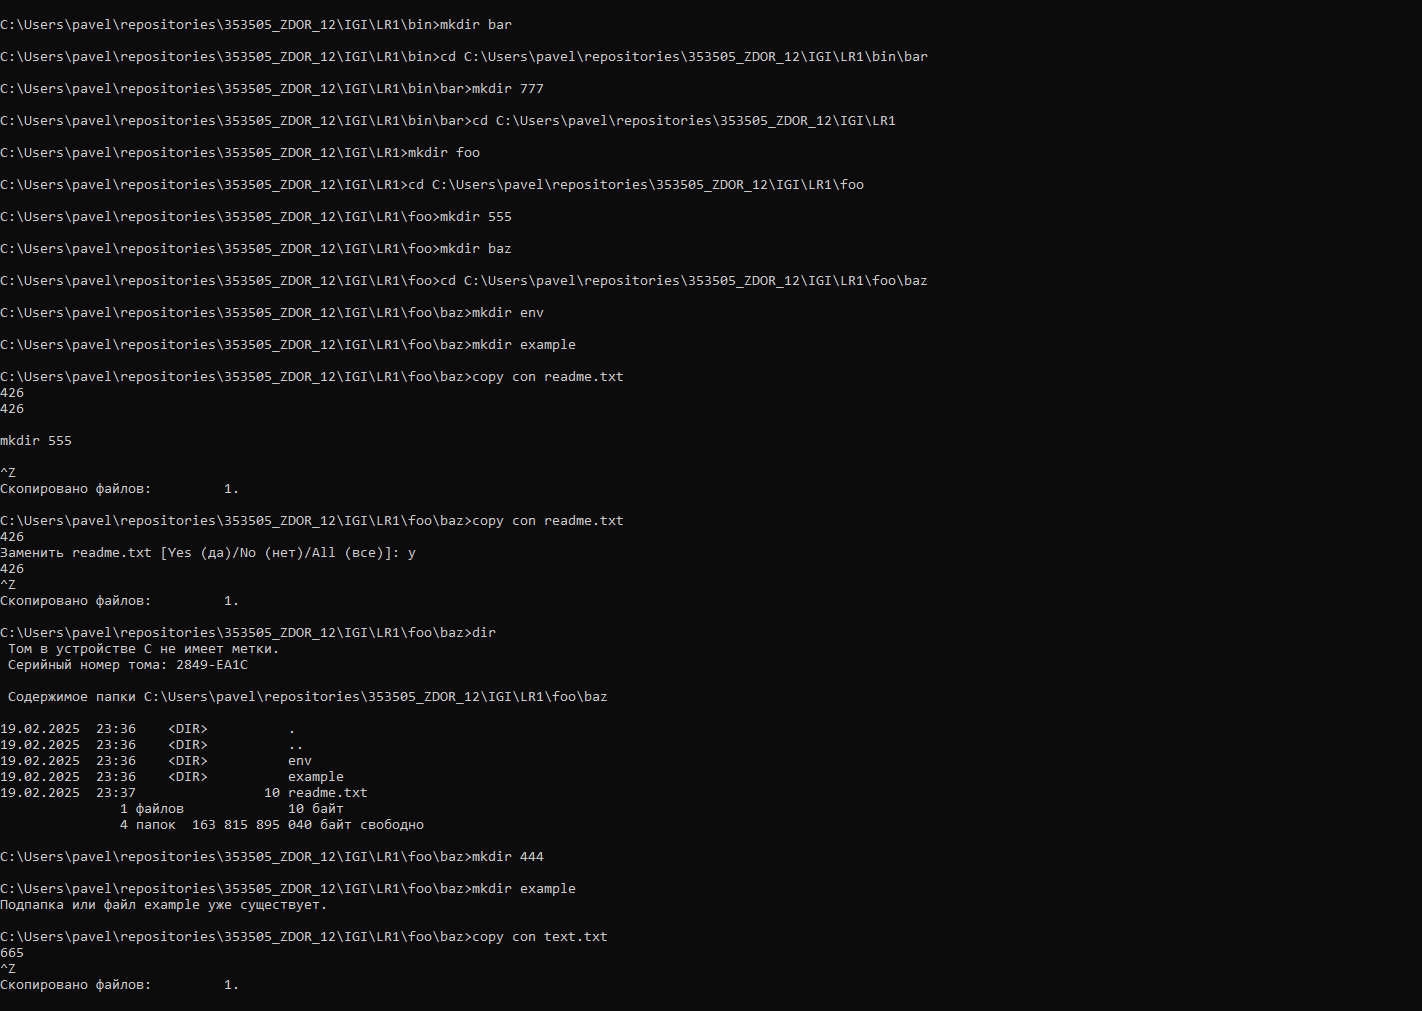 C:\Users\pavel\repositories\353505_ZDOR_12\IGI\LR1\bin>mkdir bar
C:\Users\pavel\repositories\353505_ZDOR_12\IGI\LR1\bin>cd C:\Users\pavel\repositories\353505_ZDOR_12\IGI\LR1\bin\bar
C:\Users\pavel\repositories\353505_ZDOR_12\IGI\LR1\bin\bar>mkdir 777
C:\Users\pavel\repositories\353505_ZDOR_12\IGI\LR1\bin\bar>cd C:\Users\pavel\repositories\353505_ZDOR_12\IGI\LR1
C:\Users\pavel\repositories\353505_ZDOR_12\IGI\LR1>mkdir foo
C:\Users\pavel\repositories\353505_ZDOR_12\IGI\LR1>cd C:\Users\pavel\repositories\353505_ZDOR_12\IGI\LR1\foo
C:\Users\pavel\repositories\353505_ZDOR_12\IGI\LR1\foo>mkdir 555
C:\Users\pavel\repositories\353505_ZDOR_12\IGI\LR1\foo>mkdir baz
C:\Users\pavel\repositories\353505_ZDOR_12\IGI\LR1\foo>cd C:\Users\pavel\repositories\353505_ZDOR_12\IGI\LR1\foo\baz
C:\Users\pavel\repositories\353505_ZDOR_12\IGI\LR1\foo\baz>mkdir env
C:\Users\pavel\repositories\353505_ZDOR_12\IGI\LR1\foo\baz>mkdir example
C:\Users\pavel\repositories\353505_ZDOR_12\IGI\LR1\foo\baz>copy con readme.txt
426
426
mkdir 555
^Z
Скопировано файлов:         1.
C:\Users\pavel\repositories\353505_ZDOR_12\IGI\LR1\foo\baz>copy con readme.txt
426
Заменить readme.txt [Yes (да)/No (нет)/All (все)]: y
426
^Z
Скопировано файлов:         1.
C:\Users\pavel\repositories\353505_ZDOR_12\IGI\LR1\foo\baz>dir
 Том в устройстве C не имеет метки.
 Серийный номер тома: 2849-EA1C
 Содержимое папки C:\Users\pavel\repositories\353505_ZDOR_12\IGI\LR1\foo\baz
19.02.2025  23:36    <DIR>          .
19.02.2025  23:36    <DIR>          ..
19.02.2025  23:36    <DIR>          env
19.02.2025  23:36    <DIR>          example
19.02.2025  23:37                10 readme.txt
               1 файлов             10 байт
               4 папок  163 815 895 040 байт свободно
C:\Users\pavel\repositories\353505_ZDOR_12\IGI\LR1\foo\baz>mkdir 444
C:\Users\pavel\repositories\353505_ZDOR_12\IGI\LR1\foo\baz>mkdir example
Подпапка или файл example уже существует.
C:\Users\pavel\repositories\353505_ZDOR_12\IGI\LR1\foo\baz>copy con text.txt
665
^Z
Скопировано файлов:         1.